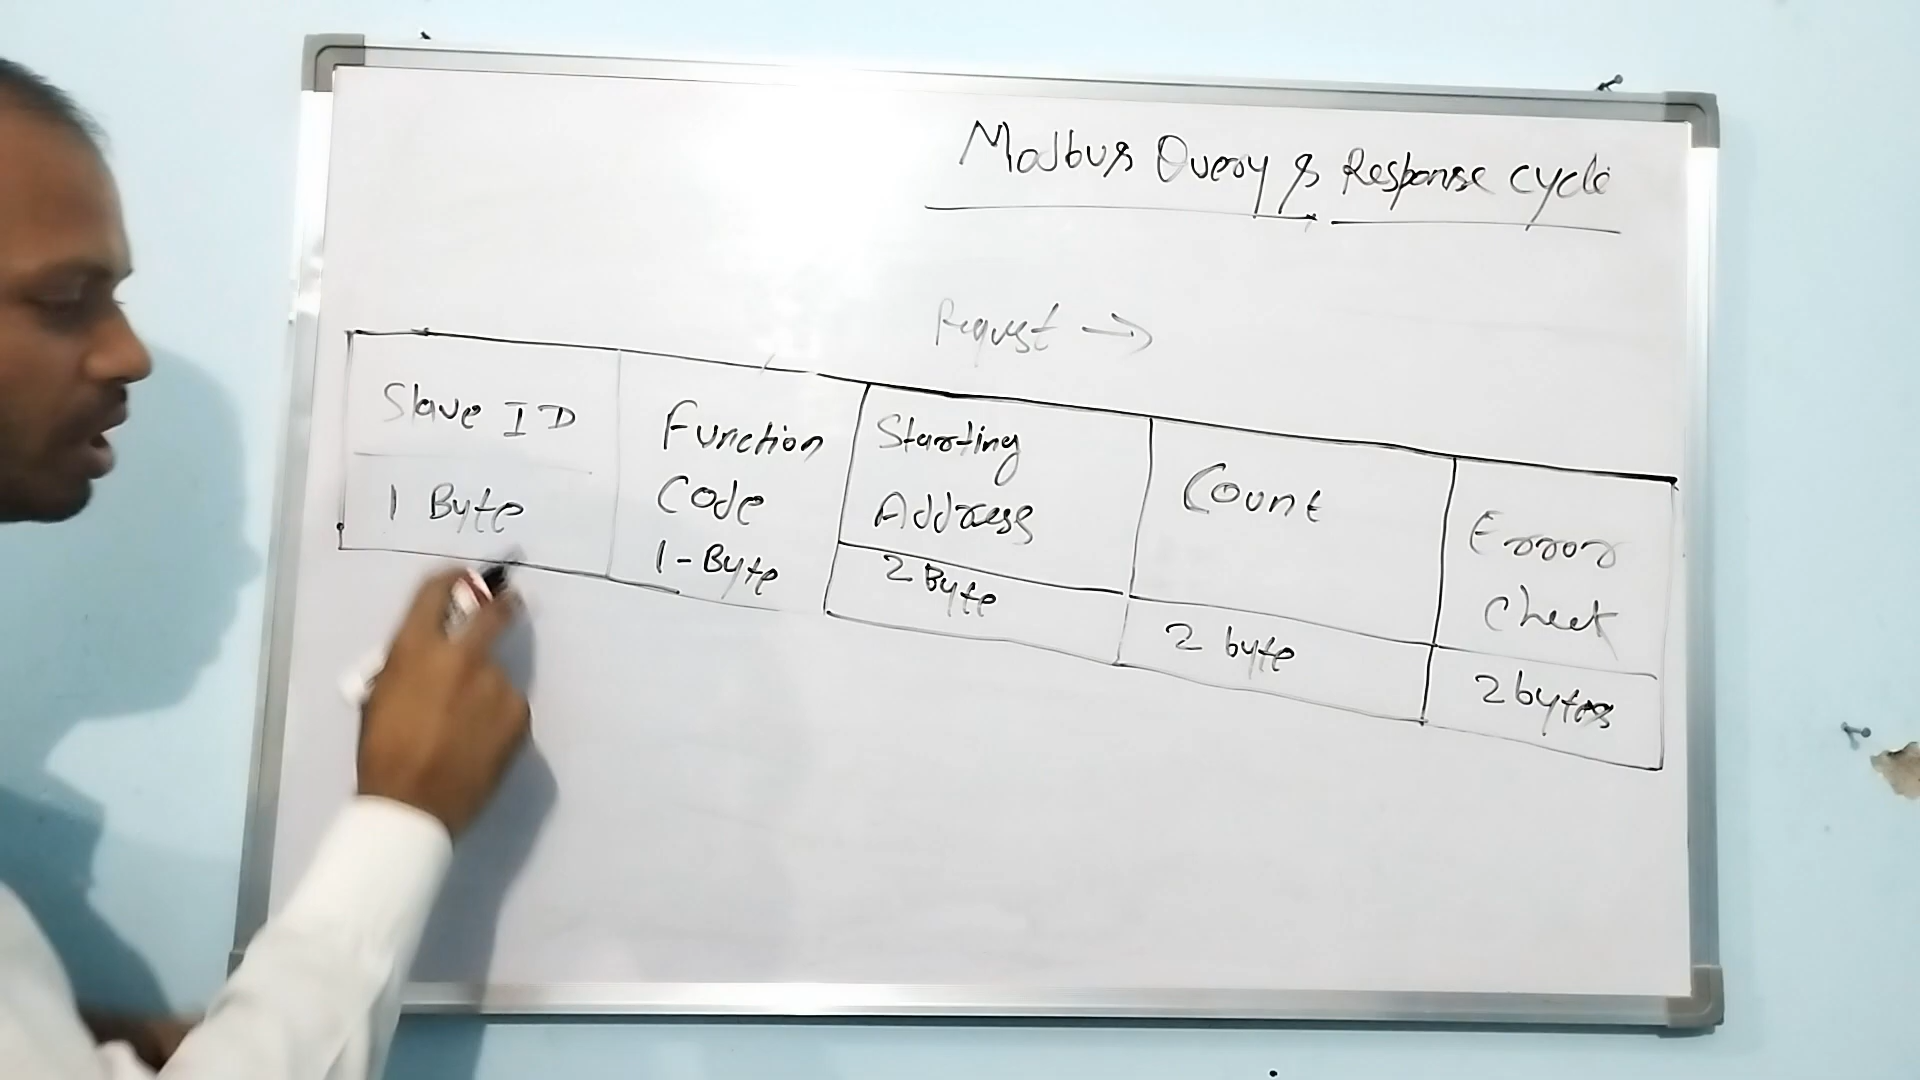 Modbus Query & Response cycle
Request →
Slave ID
1 Byte
Function
Code
1-Byte
Starting
Address
2 Byte
Count
2 byte
Error
Check
2 bytes